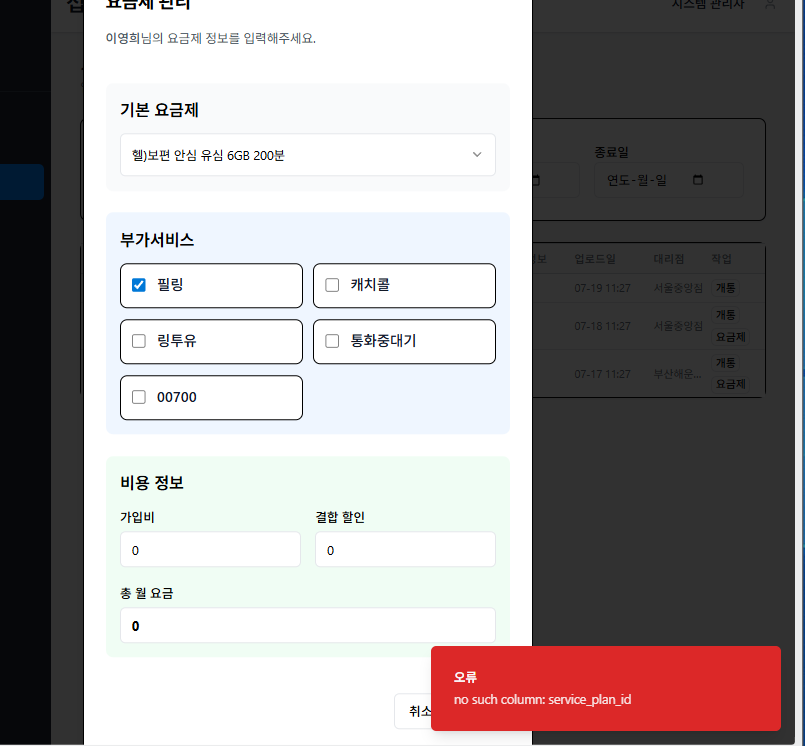 요금제 관리
시스템 관리자
이영희님의 요금제 정보를 입력해주세요.
기본 요금제
헬)보편 안심 유심 6GB 200분
종료일
연도-월-일
부가서비스
필링
캐치콜
링투유
통화중대기
00700
업로드일 대리점 작업
07-19 11:27 서울중앙점 개통
07-18 11:27 서울중앙점 개통
요금제
07-17 11:27 부산해운... 개통
요금제
비용 정보
가입비
결합 할인
0
0
총 월 요금
0
취소
오류
no such column: service_plan_id